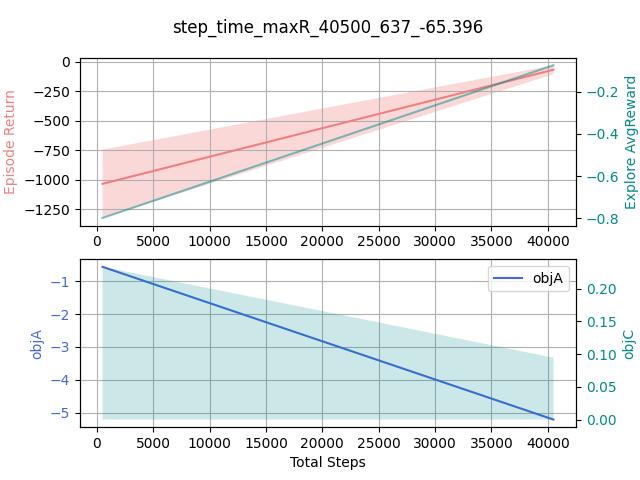 step_time_maxR_40500_637_-65.396
0
−250
−500
−750
−1000
−1250
Episode Return
−0.2
−0.4
−0.6
−0.8
Explore AvgReward
0 5000 10000 15000 20000 25000 30000 35000 40000
objA
−1
−2
−3
−4
−5
objA
0.20
0.15
0.10
0.05
0.00
objC
0 5000 10000 15000 20000 25000 30000 35000 40000
Total Steps